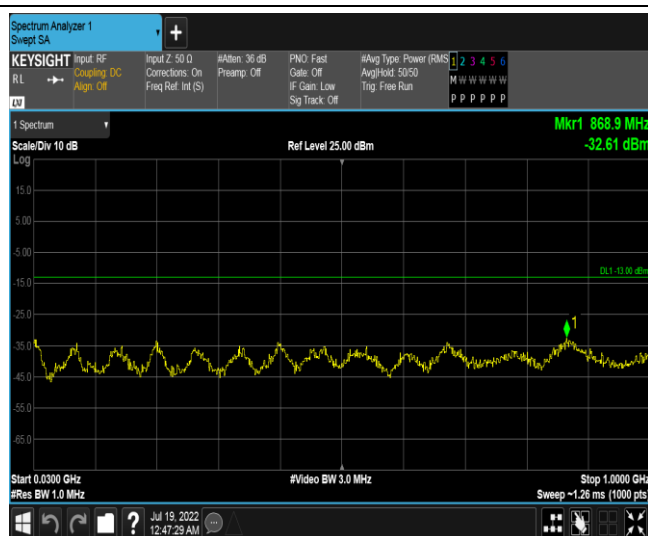 Spectrum Analyzer 1
Swept SA
+
KEYSIGHT
RL
LXI
Input: RF
Coupling: DC
Align: Off
Input Z: 50 Ω
Corrections: On
Freq Ref: Int (S)
#Atten: 36 dB
Preamp: Off
PNO: Fast
Gate: Off
IF Gain: Low
Sig Track: Off
#Avg Type: Power (RMS
Avg|Hold: 50/50
Trig: Free Run
1 2 3 4 5 6
M W W W W W
P P P P P P
1 Spectrum
Mkr1 868.9 MHz
Scale/Div 10 dB
Ref Level 25.00 dBm
-32.61 dBm
Log
15.0
5.00
-5.00
DL1 -13.00 dBm
-15.0
-25.0
1
-35.0
-45.0
-55.0
-65.0
Start 0.0300 GHz
#Video BW 3.0 MHz
Stop 1.0000 GHz
#Res BW 1.0 MHz
Sweep ~1.26 ms (1000 pts)
?
Jul 19, 2022
12:47:29 AM